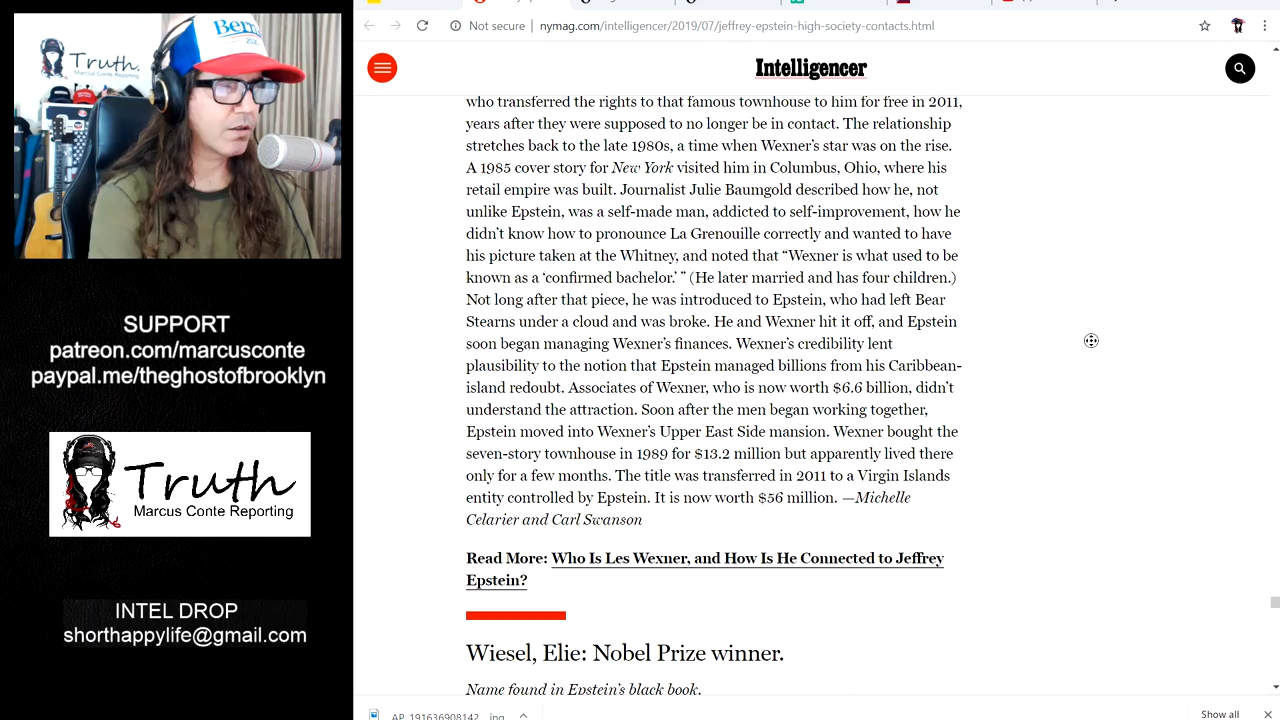 Not secure
nymag.com/intelligencer/2019/07/jeffrey-epstein-high-society-contacts.html
Truth.
Marcus Conte Reporting
Intelligencer
who transferred the rights to that famous townhouse to him for free in 2011,
years after they were supposed to no longer be in contact. The relationship
stretches back to the late 1980s, a time when Wexner’s star was on the rise.
A 1985 cover story for New York visited him in Columbus, Ohio, where his
retail empire was built. Journalist Julie Baumgold described how he, not
unlike Epstein, was a self-made man, addicted to self-improvement, how he
didn’t know how to pronounce La Grenouille correctly and wanted to have
his picture taken at the Whitney, and noted that “Wexner is what used to be
known as a ‘confirmed bachelor.’ ” (He later married and has four children.)
Not long after that piece, he was introduced to Epstein, who had left Bear
Stearns under a cloud and was broke. He and Wexner hit it off, and Epstein
soon began managing Wexner’s finances. Wexner’s credibility lent
plausibility to the notion that Epstein managed billions from his Caribbean-
island redoubt. Associates of Wexner, who is now worth $6.6 billion, didn’t
understand the attraction. Soon after the men began working together,
Epstein moved into Wexner’s Upper East Side mansion. Wexner bought the
seven-story townhouse in 1989 for $13.2 million but apparently lived there
only for a few months. The title was transferred in 2011 to a Virgin Islands
entity controlled by Epstein. It is now worth $56 million. —Michelle
Celarier and Carl Swanson
Read More: Who Is Les Wexner, and How Is He Connected to Jeffrey
Epstein?
Wiesel, Elie: Nobel Prize winner.
Name found in Epstein’s black book.
SUPPORT
patreon.com/marcusconte
paypal.me/theghostofbrooklyn
Truth
Marcus Conte Reporting
INTEL DROP
shorthappylife@gmail.com
AP_191636908142
Show all